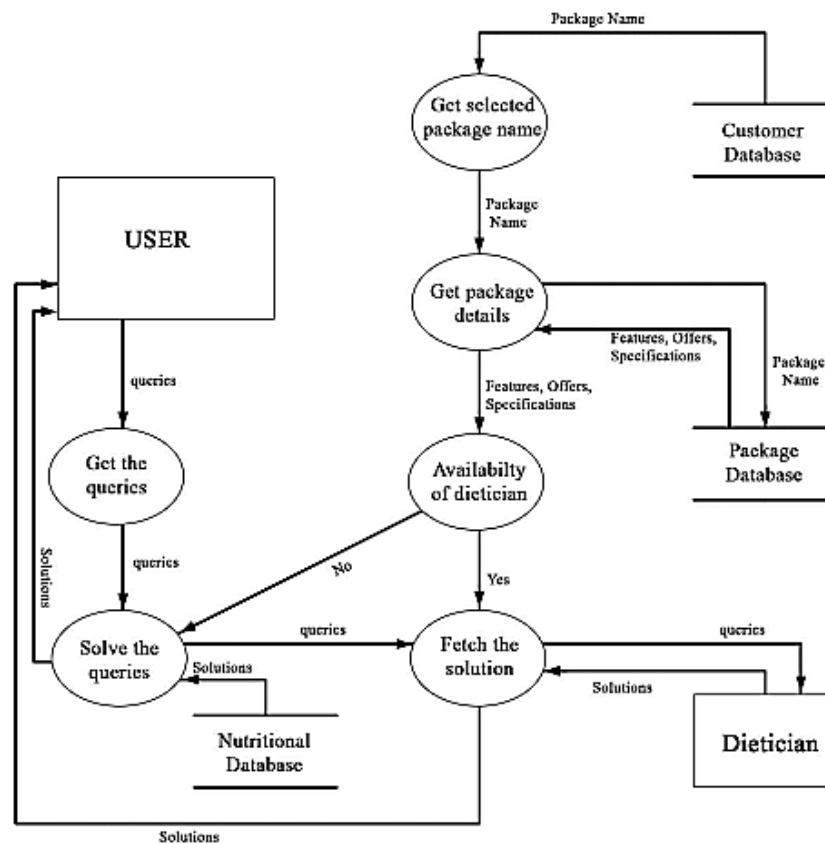 Package Name
Get selected
package name
Customer
Database
Package
Name
USER
Get package
details
Features, Offers,
Specifications
Package
Name
queries
Features, Offers,
Specifications
Get the
queries
Availabilty
of dietician
Package
Database
queries
No
Yes
Solutions
Solve the
queries
queries
Fetch the
solution
queries
Solutions
Solutions
Nutritional
Database
Dietician
Solutions